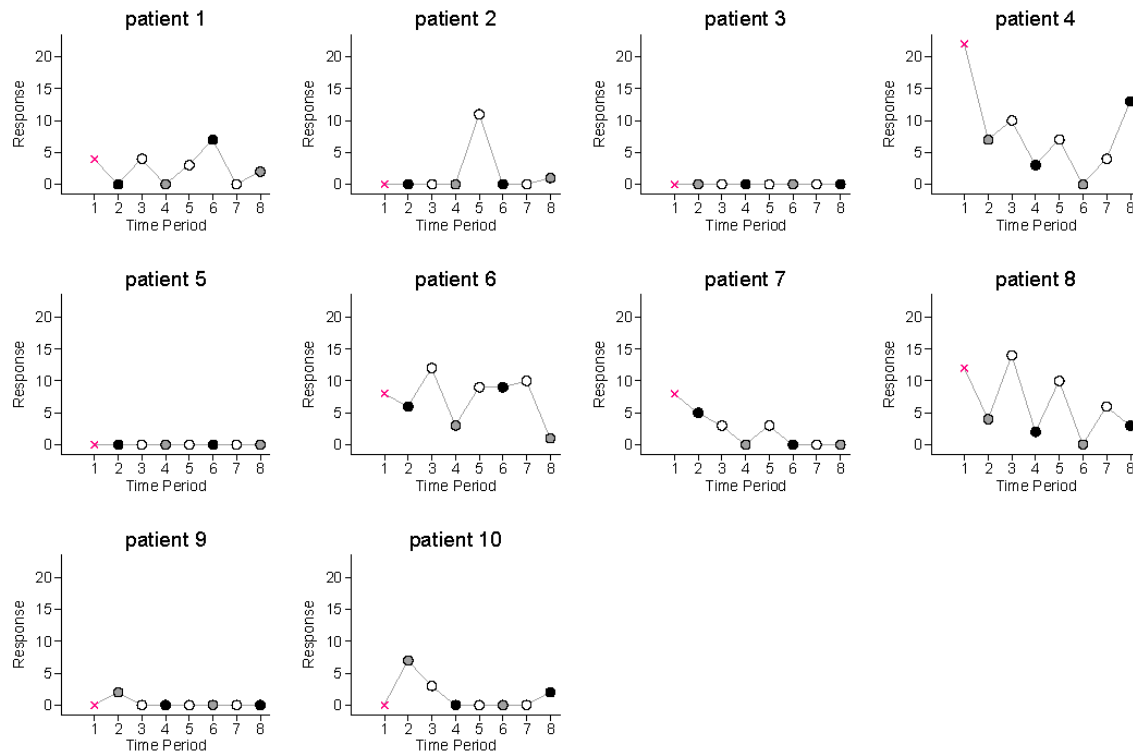 patient 1
Response
20
15
10
5
0
1 2 3 4 5 6 7 8
Time Period
patient 2
Response
20
15
10
5
0
1 2 3 4 5 6 7 8
Time Period
patient 3
Response
20
15
10
5
0
1 2 3 4 5 6 7 8
Time Period
patient 4
Response
20
15
10
5
0
1 2 3 4 5 6 7 8
Time Period
patient 5
Response
20
15
10
5
0
1 2 3 4 5 6 7 8
Time Period
patient 6
Response
20
15
10
5
0
1 2 3 4 5 6 7 8
Time Period
patient 7
Response
20
15
10
5
0
1 2 3 4 5 6 7 8
Time Period
patient 8
Response
20
15
10
5
0
1 2 3 4 5 6 7 8
Time Period
patient 9
Response
20
15
10
5
0
1 2 3 4 5 6 7 8
Time Period
patient 10
Response
20
15
10
5
0
1 2 3 4 5 6 7 8
Time Period